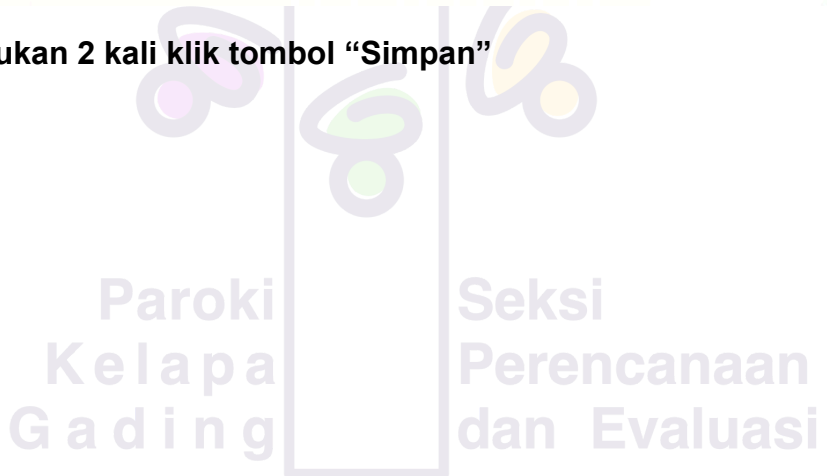 ukan 2 kali klik tombol “Simpan”
Paroki
Kelapa
Gading
Seksi
Perencanaan
dan Evaluasi